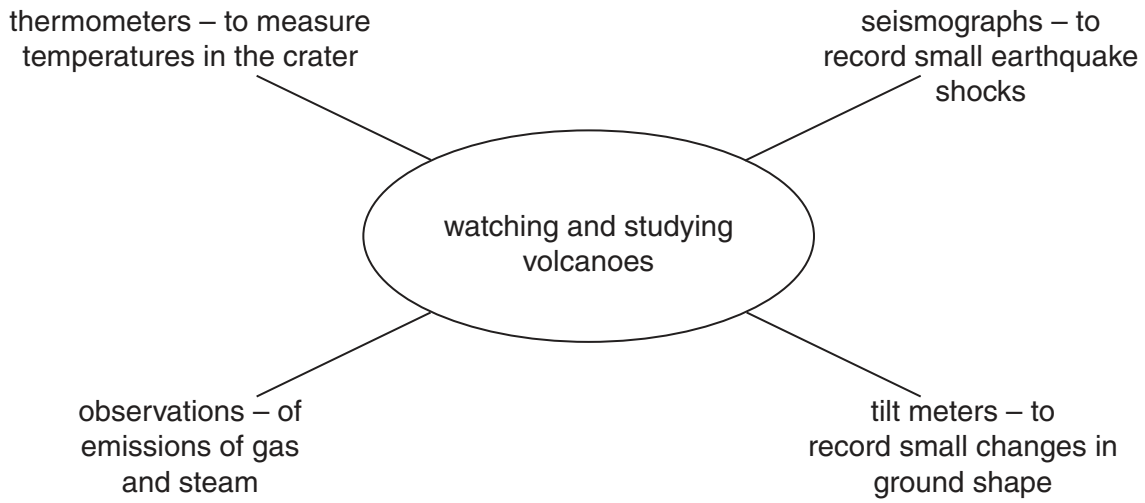 thermometers – to measure
temperatures in the crater
seismographs – to
record small earthquake
shocks
watching and studying
volcanoes
observations – of
emissions of gas
and steam
tilt meters – to
record small changes in
ground shape